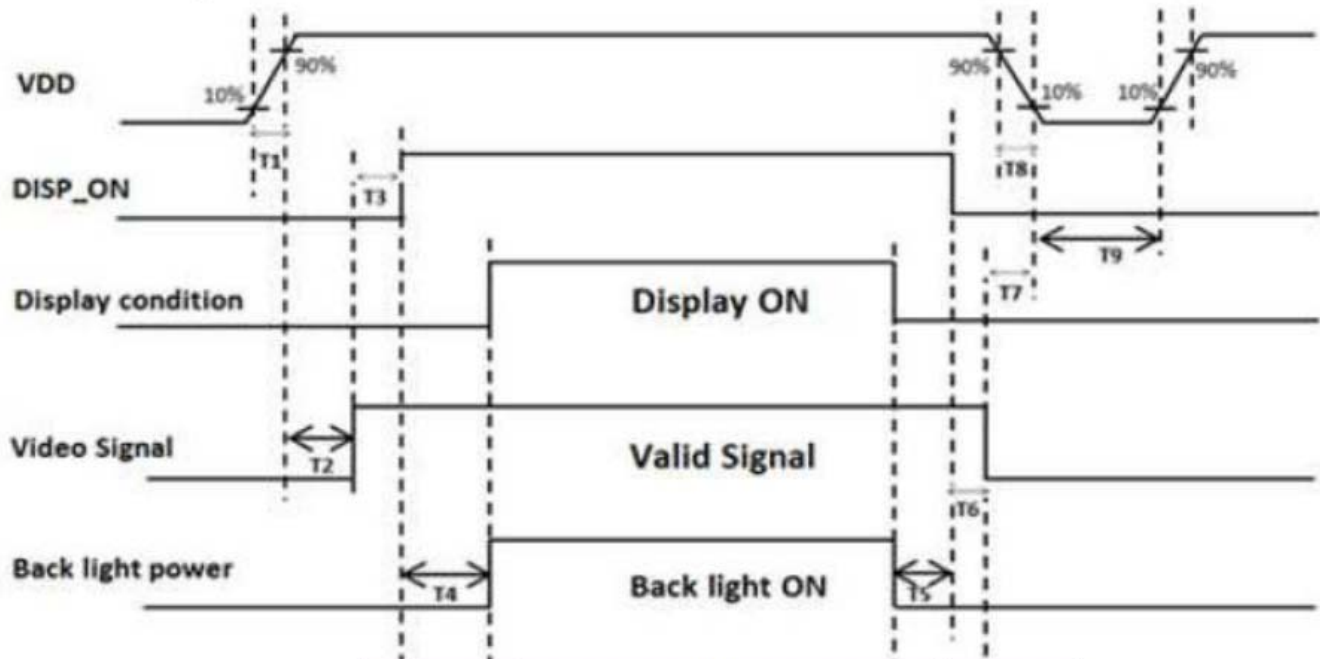 VDD
10%
90%
90%
10%
10%
90%
T1
T3
T8
DISP_ON
T9
T7
Display condition
Display ON
Video Signal
T2
Valid Signal
T6
Back light power
T4
Back light ON
T5